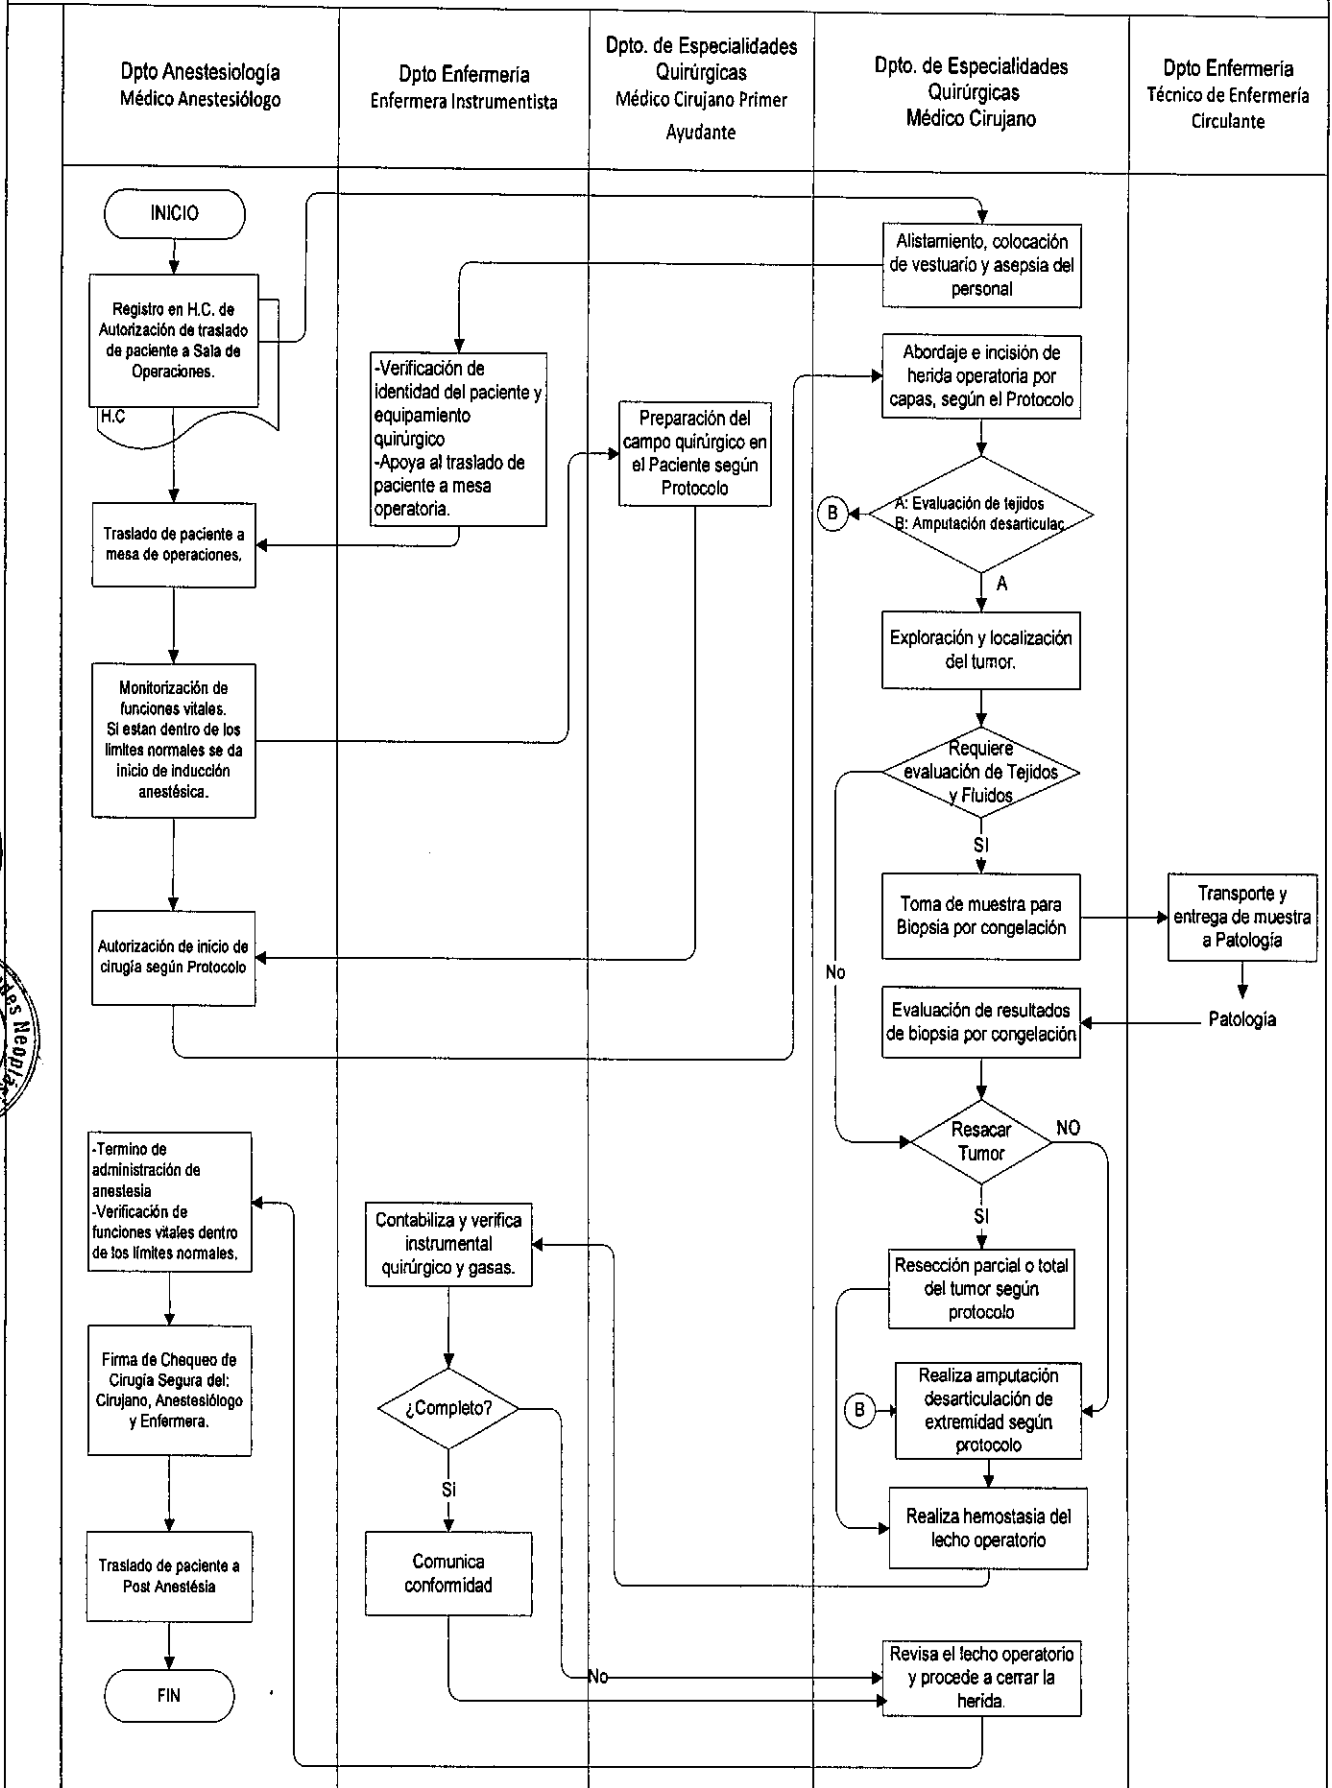 Dpto Anestesiología
Médico Anestesiólogo
Dpto Enfermería
Enfermera Instrumentista
Dpto. de Especialidades
Quirúrgicas
Médico Cirujano Primer
Ayudante
Dpto. de Especialidades
Quirúrgicas
Médico Cirujano
Dpto Enfermería
Técnico de Enfermería
Circulante
INICIO
Registro en H.C. de
Autorización de traslado
de paciente a Sala de
Operaciones.
H.C
Alistamiento, colocación
de vestuario y asepsia del
personal
-Verificación de
identidad del paciente y
equipamiento
quirúrgico
-Apoya al traslado de
paciente a mesa
operatoria.
Traslado de paciente a
mesa de operaciones.
Monitorización de
funciones vitales.
Si estan dentro de los
limites normales se da
inicio de inducción
anestésica.
Preparación del
campo quirúrgico en
el Paciente según
Protocolo
Autorización de inicio de
cirugía según Protocolo
Abordaje e incisión de
herida operatoria por
capas, según el Protocolo
A: Evaluación de tejidos
B: Amputación desarticulac
B
A
Exploración y localización
del tumor.
Requiere
evaluación de Tejidos
y Fluidos
SI
No
Toma de muestra para
Biopsia por congelación
Transporte y
entrega de muestra
a Patología
Patología
Evaluación de resultados
de biopsia por congelación
Resacar
Tumor
NO
SI
Resección parcial o total
del tumor según
protocolo
B
Realiza amputación
desarticulación de
extremidad según
protocolo
Realiza hemostasia del
lecho operatorio
Contabiliza y verifica
instrumental
quirúrgico y gasas.
¿Completo?
Si
Comunica
conformidad
No
Revisa el lecho operatorio
y procede a cerrar la
herida.
-Termino de
administración de
anestesia
-Verificación de
funciones vitales dentro
de los límites normales.
Firma de Chequeo de
Cirugía Segura del:
Cirujano, Anestesiólogo
y Enfermera.
Traslado de paciente a
Post Anestésia
FIN